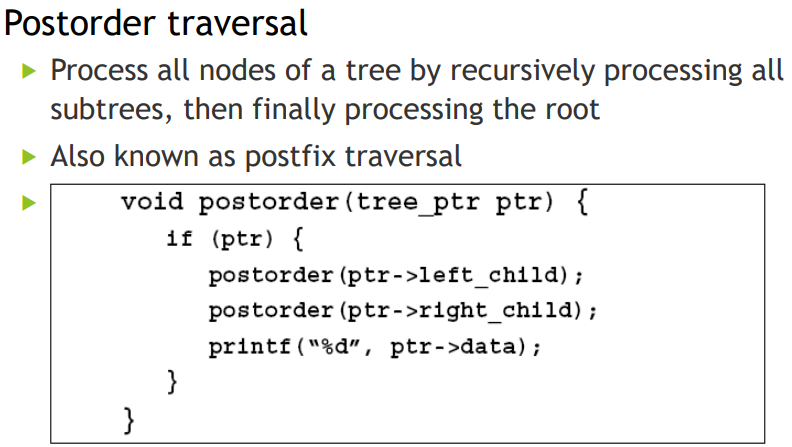 Postorder traversal
Process all nodes of a tree by recursively processing all
subtrees, then finally processing the root
Also known as postfix traversal
void postorder(tree_ptr ptr) {
if (ptr) {
postorder(ptr->left_child);
postorder(ptr->right_child);
printf("%d", ptr->data);
}
}